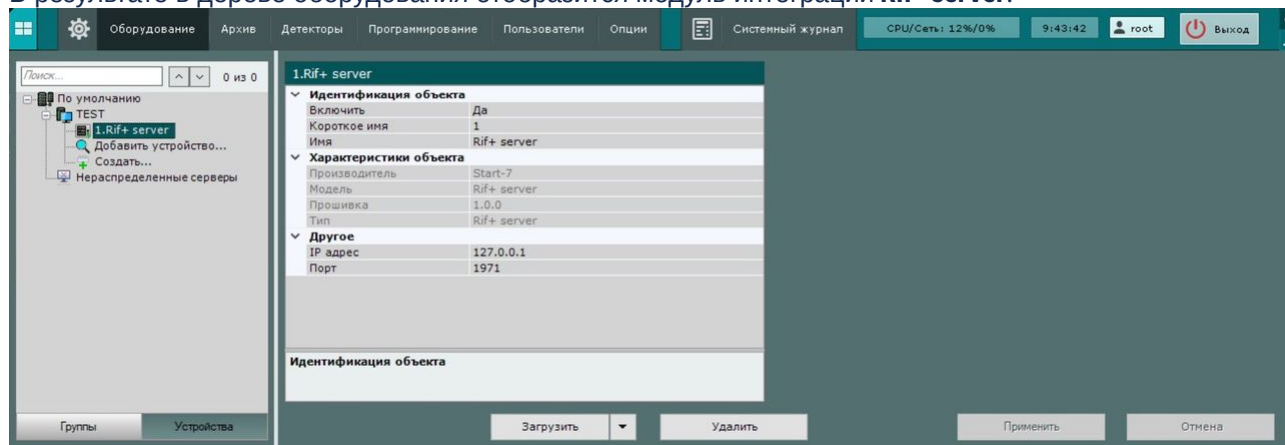 В результате в дереве оборудования отобразится модуль интеграции Rif+ server.
Оборудование Архив Детекторы Программирование Пользователи Опции Системный журнал CPU/Сеть: 12%/0% 9:43:42 root Выход
Поиск... 0 из 0
По умолчанию
TEST
1.Rif+ server
Добавить устройство...
Создать...
Нераспределенные серверы
Группы Устройства
1.Rif+ server
Идентификация объекта
Включить Да
Короткое имя 1
Имя Rif+ server
Характеристики объекта
Производитель Start-7
Модель Rif+ server
Прошивка 1.0.0
Тип Rif+ server
Другое
IP адрес 127.0.0.1
Порт 1971
Идентификация объекта
Загрузить Удалить Применить Отмена